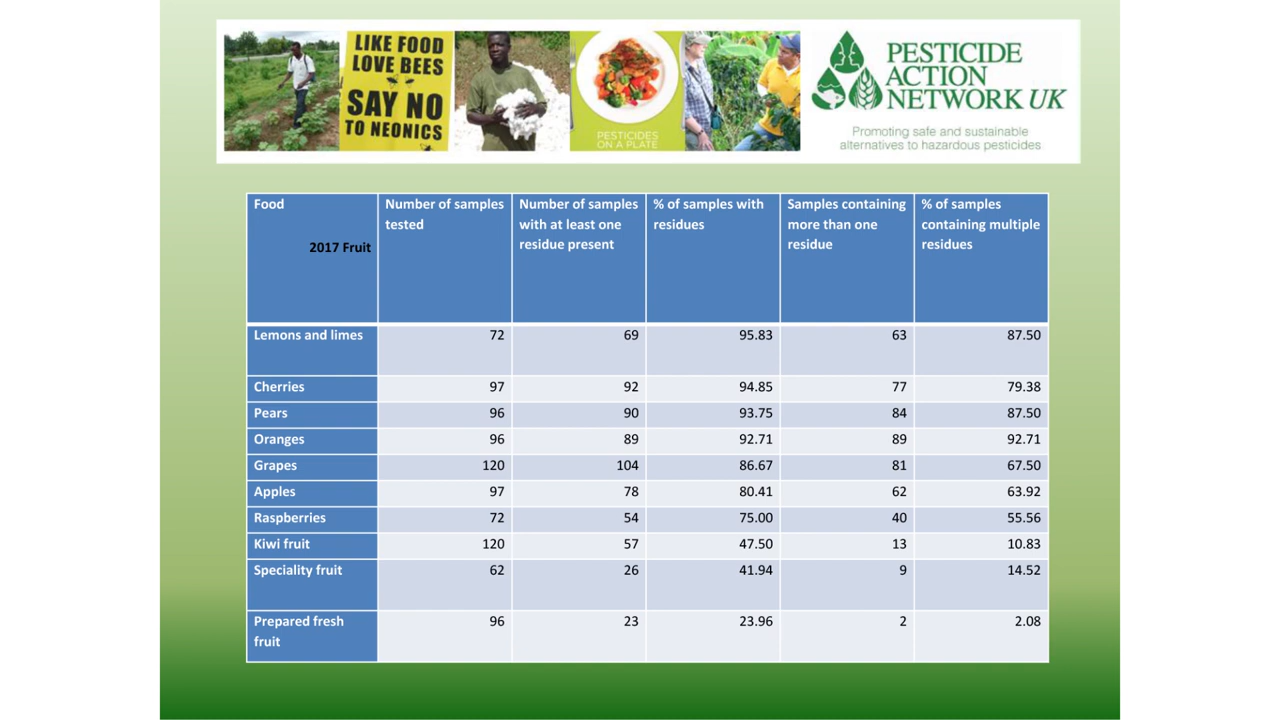 LIKE FOOD
LOVE BEES
SAY NO
TO NEONICS
PESTICIDES
ON A PLATE
PESTICIDE
ACTION
NETWORK UK
Promoting safe and sustainable
alternatives to hazardous pesticides
Food
2017 Fruit
Number of samples
tested
Number of samples
with at least one
residue present
% of samples with
residues
Samples containing
more than one
residue
% of samples
containing multiple
residues
Lemons and limes 72 69 95.83 63 87.50
Cherries 97 92 94.85 77 79.38
Pears 96 90 93.75 84 87.50
Oranges 96 89 92.71 89 92.71
Grapes 120 104 86.67 81 67.50
Apples 97 78 80.41 62 63.92
Raspberries 72 54 75.00 40 55.56
Kiwi fruit 120 57 47.50 13 10.83
Speciality fruit 62 26 41.94 9 14.52
Prepared fresh
fruit 96 23 23.96 2 2.08